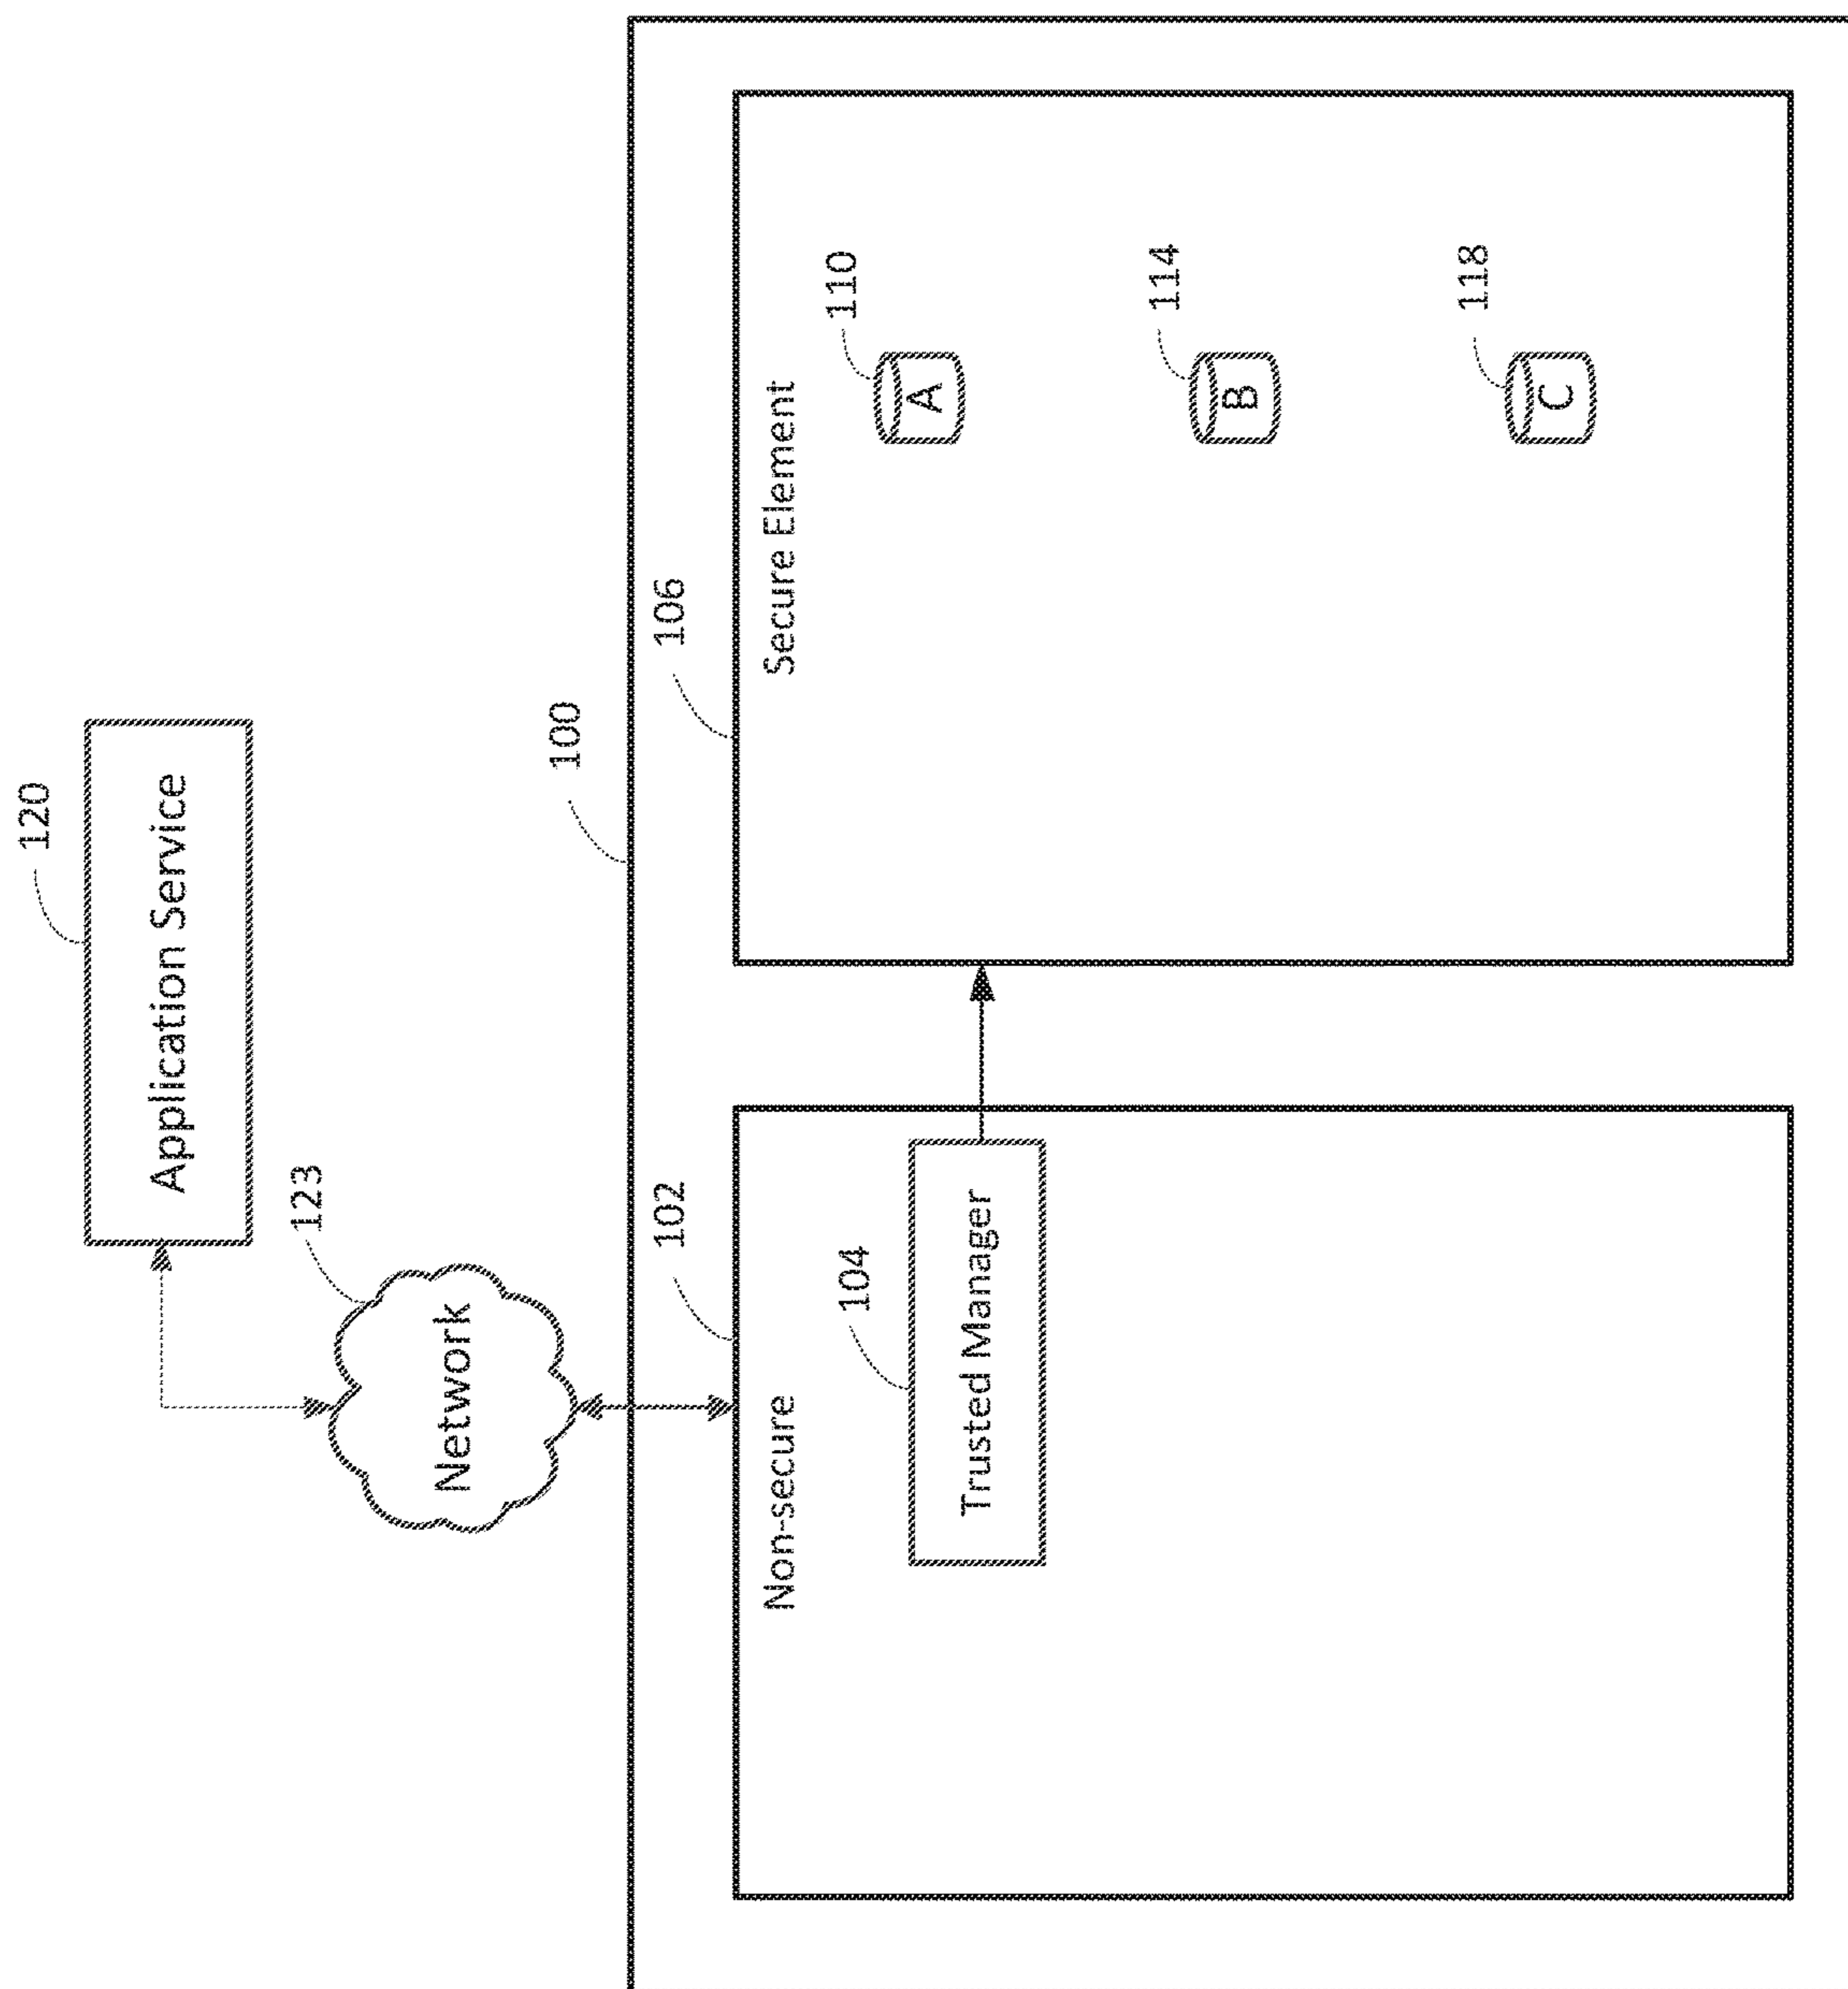 120
Application Service
123
Network
100
102
Non-secure
104
Trusted Manager
106
Secure Element
110
A
114
B
118
C